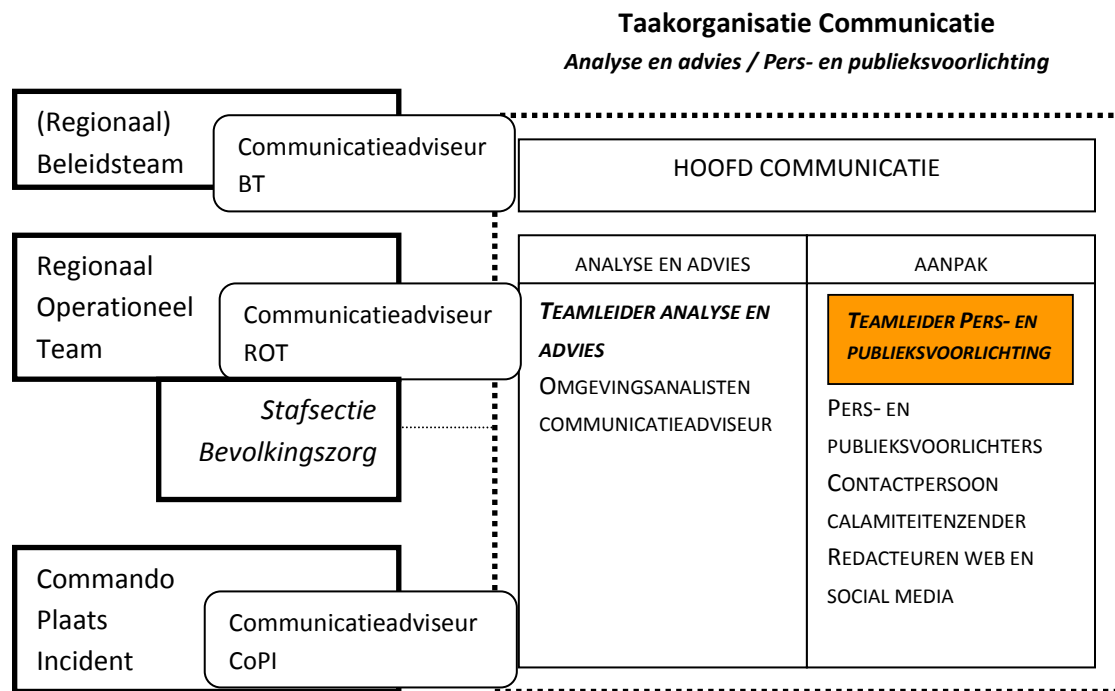 Taakorganisatie Communicatie
Analyse en advies / Pers- en publieksvoorlichting
(Regionaal)
Beleidsteam
Communicatieadviseur
BT
HOOFD COMMUNICATIE
Regionaal
Operationeel
Team
Communicatieadviseur
ROT
Stafsectie
Bevolkingszorg
ANALYSE EN ADVIES
TEAMLEIDER ANALYSE EN
ADVIES
OMGEVINGSANALISTEN
COMMUNICATIEADVISEUR
AANPAK
TEAMLEIDER PERS- EN
PUBLIEKSVOORLICHTING
PERS- EN
PUBLIEKSVOORLICHTERS
CONTACTPERSOON
CALAMITEITENZENDER
REDACTEUREN WEB EN
SOCIAL MEDIA
Commando
Plaats
Incident
Communicatieadviseur
CoPI